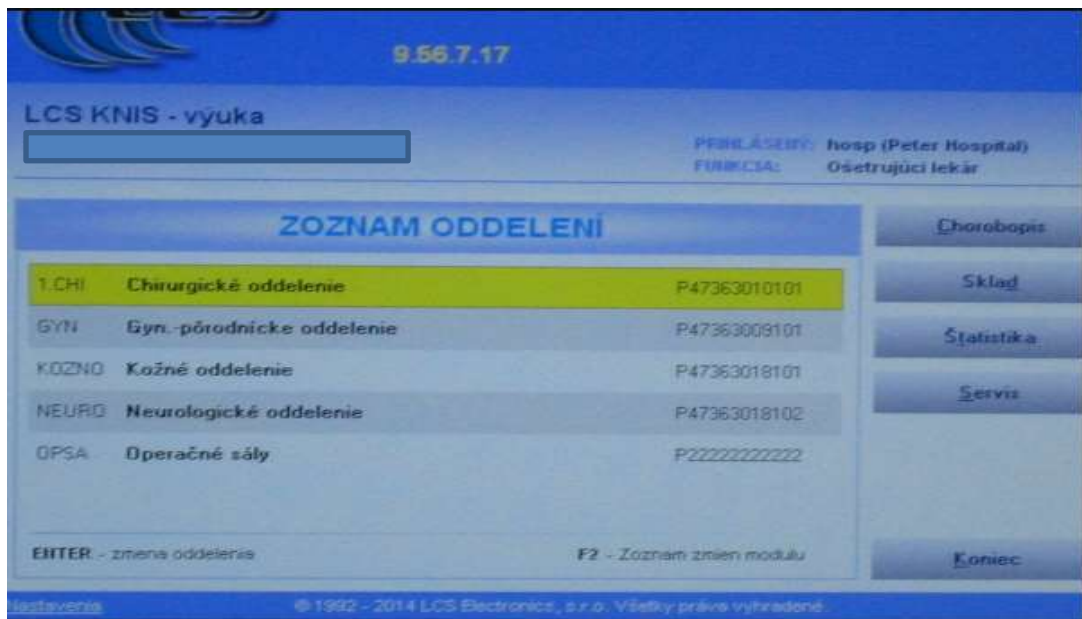 9.56.7.17
LCS KNIS - výuka
PRIHLÁSENÝ: hosp (Peter Hospital)
FUNKCIA: Ošetrujúci lekár
ZOZNAM ODDELENÍ
1.CHI Chirurgické oddelenie P47363010101
GYN Gyn.-pôrodnícke oddelenie P47363009101
KOZNO Kožné oddelenie P47363018101
NEURO Neurologické oddelenie P47363018102
OPSA Operačné sály P22222222222
ENTER - zmena oddelenia F2 - Zoznam zmien modulu
Chorobopis
Sklad
Štatistika
Servis
Koniec
Nastavenia © 1992 - 2014 LCS Electronics, s.r.o. Všetky práva vyhradené.